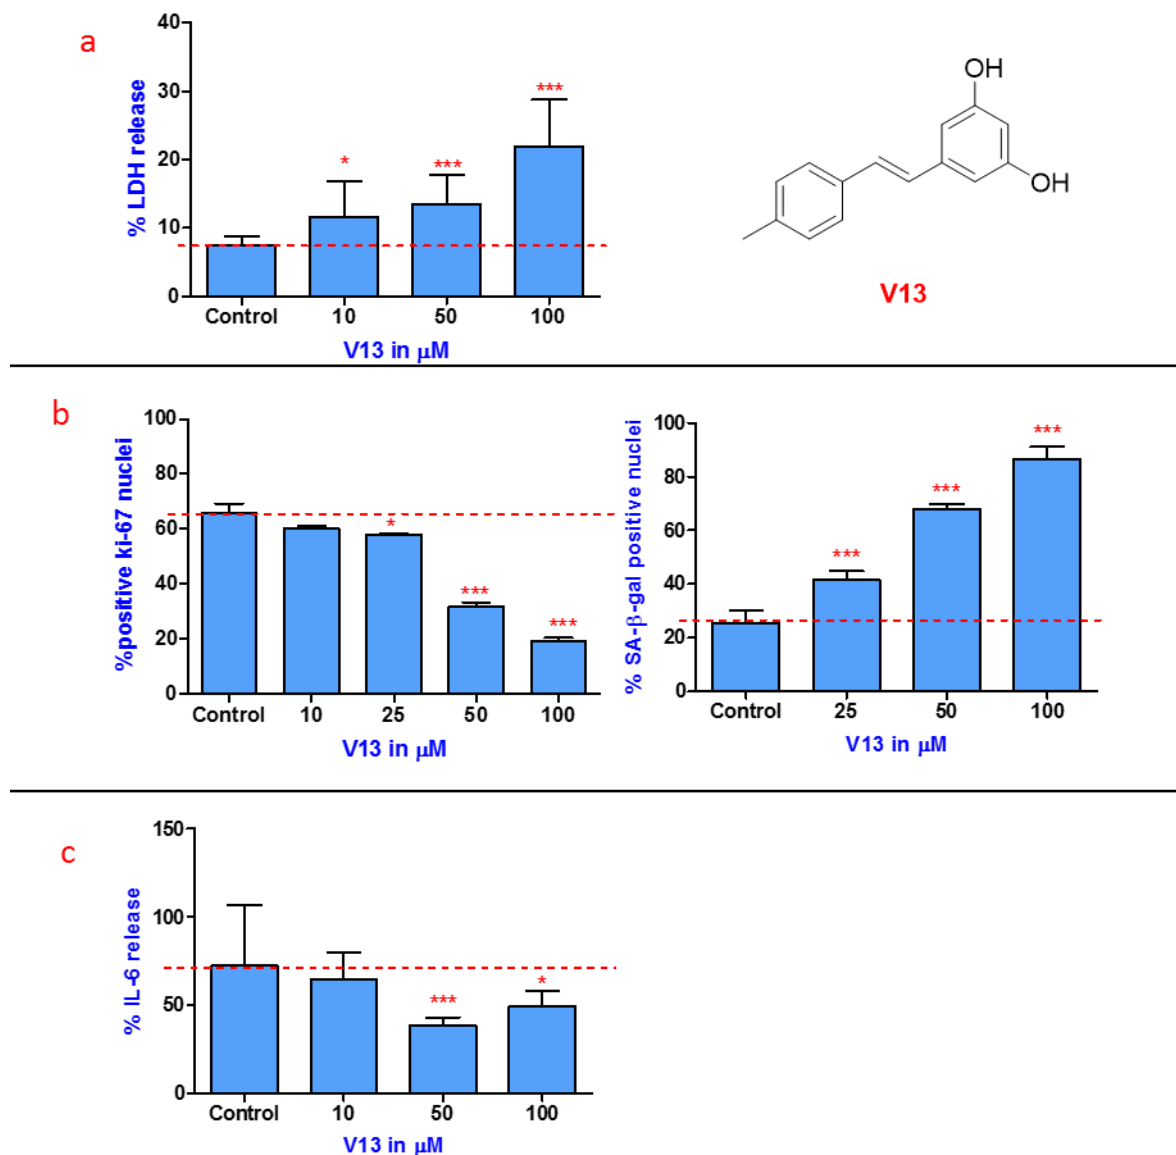 a
% LDH release
40
30
20
10
0
*
***
***
Control 10 50 100
V13 in μM
OH
OH
V13
b
%positive ki-67 nuclei
100
80
60
40
20
0
*
***
***
Control 10 25 50 100
V13 in μM
% SA-β-gal positive nuclei
100
80
60
40
20
0
***
***
***
Control 25 50 100
V13 in μM
c
% IL-6 release
150
100
50
0
***
*
Control 10 50 100
V13 in μM